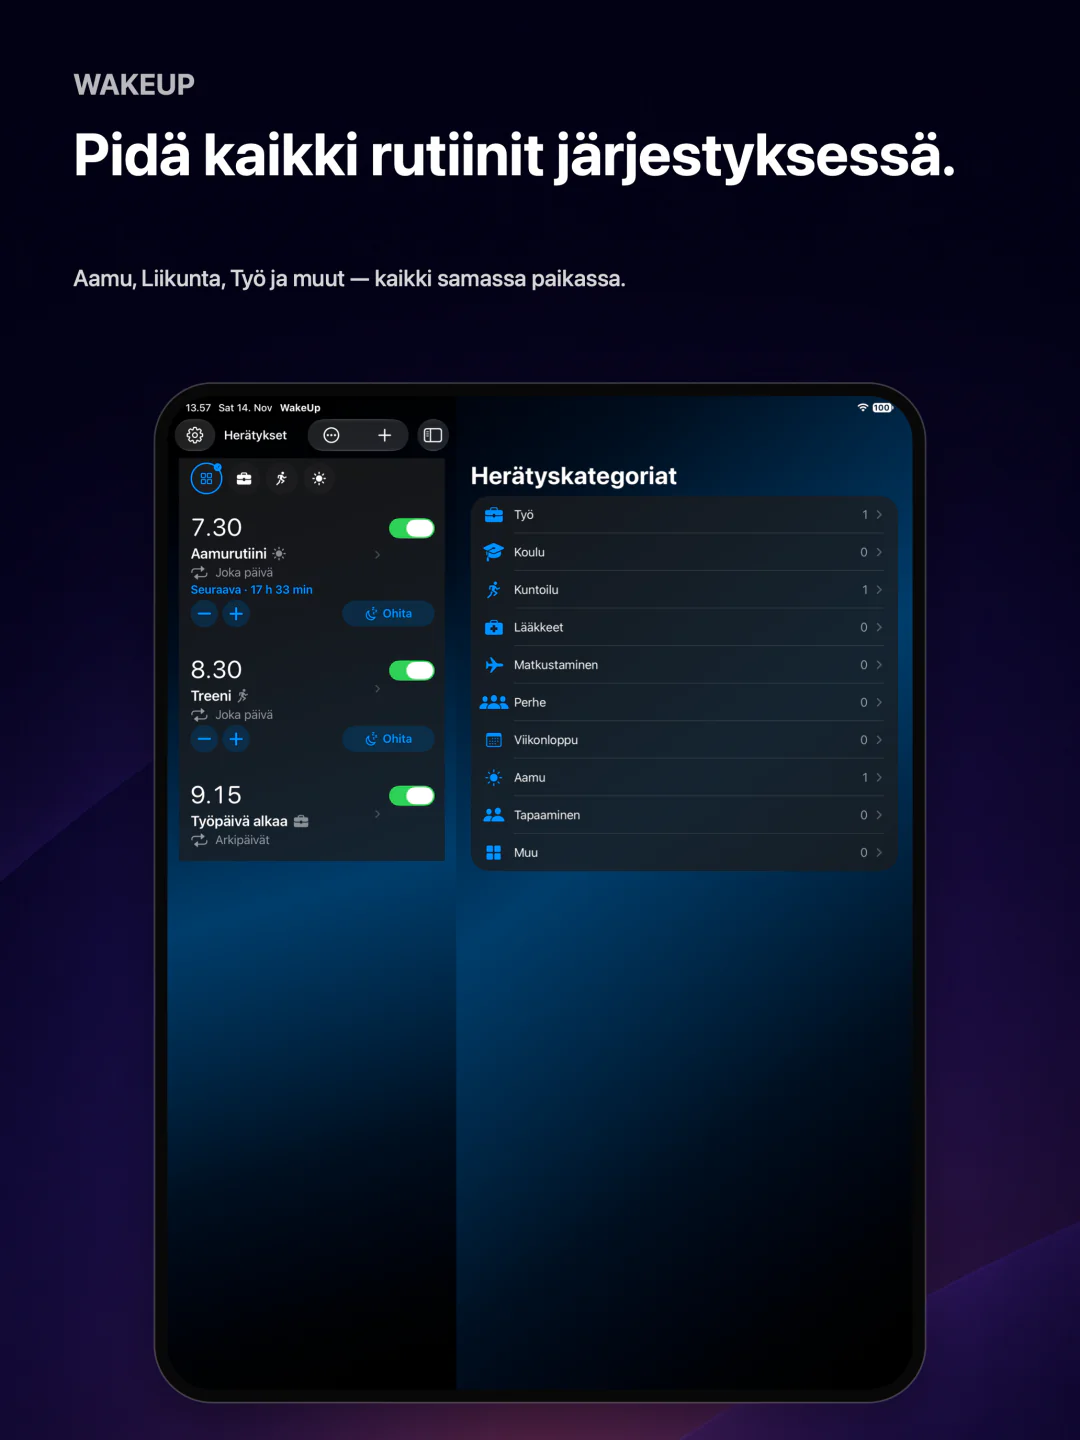 WAKEUP
Pidä kaikki rutiinit järjestyksessä.
Aamu, Liikunta, Työ ja muut — kaikki samassa paikassa.
13.57 Sat 14. Nov WakeUp
100
Herätykset
7.30
Aamurutiini
Joka päivä
Seuraava · 17 h 33 min
Ohita
8.30
Treeni
Joka päivä
Ohita
9.15
Työpäivä alkaa
Arkipäivät
Herätyskategoriat
Työ 1
Koulu 0
Kuntoilu 1
Lääkkeet 0
Matkustaminen 0
Perhe 0
Viikonloppu 0
Aamu 1
Tapaaminen 0
Muu 0